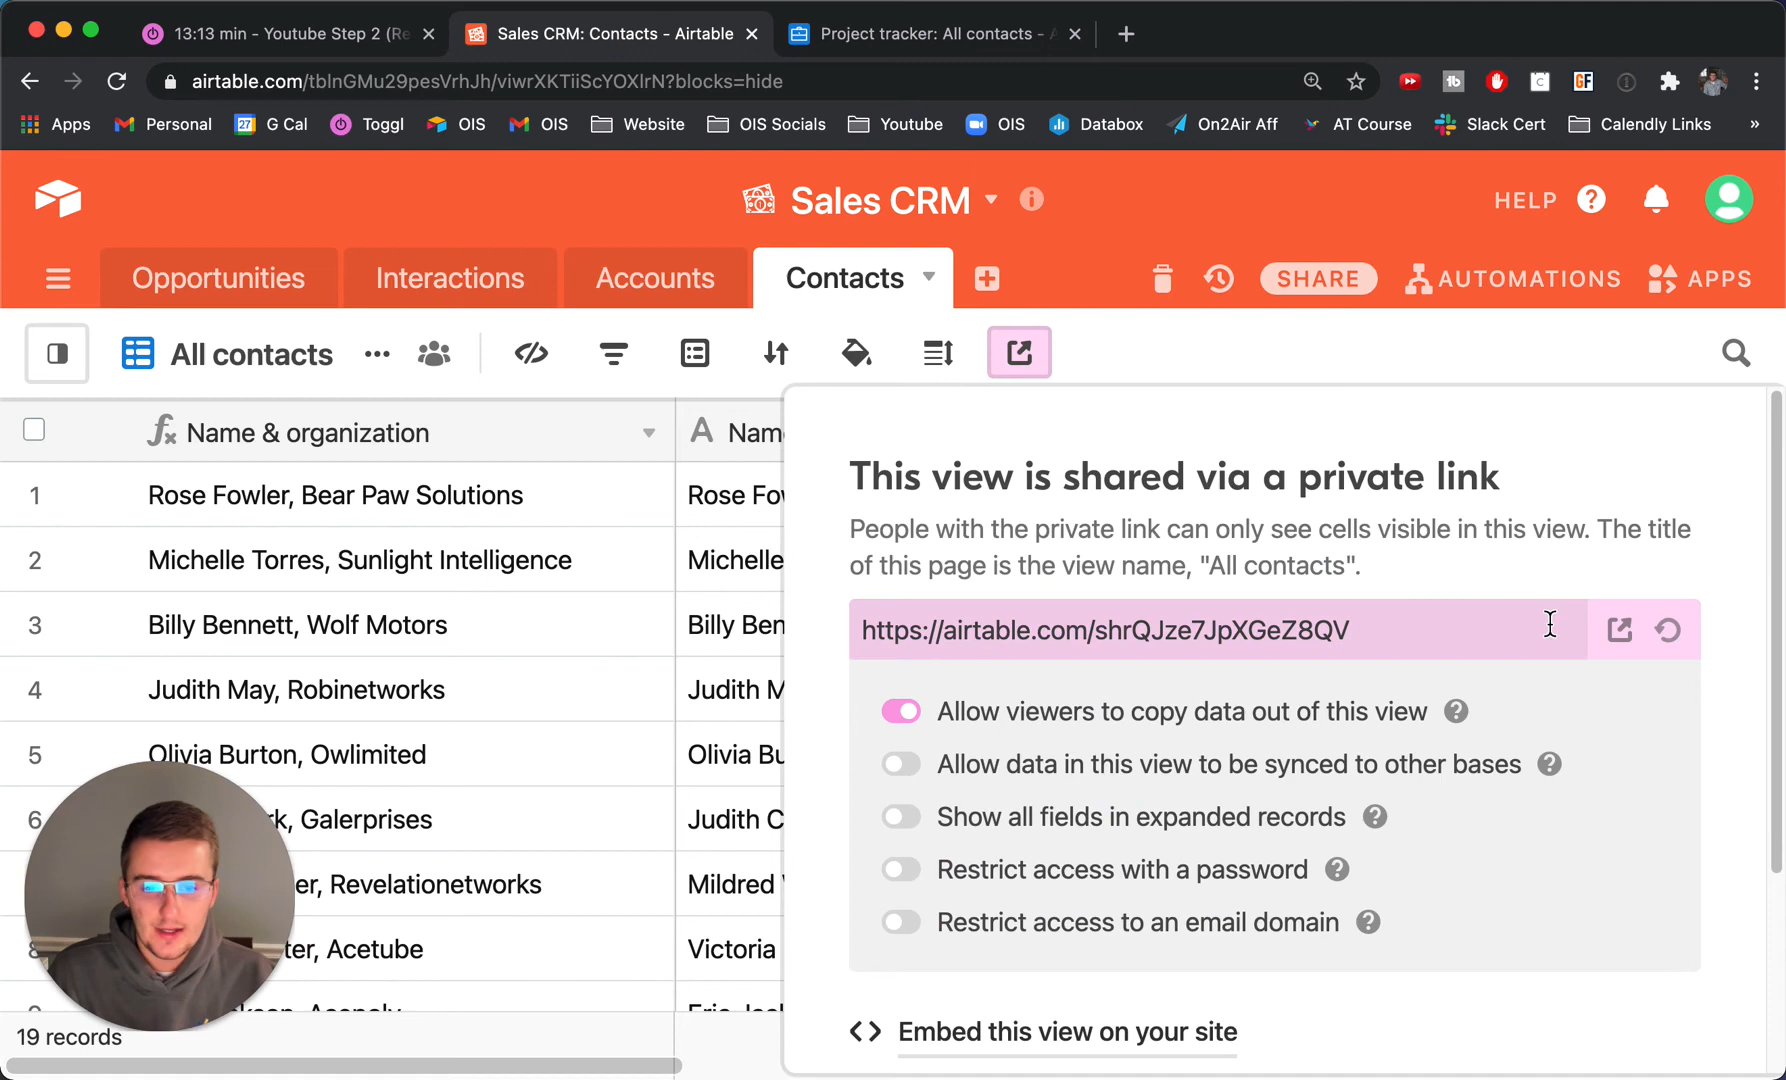 13:13 min - Youtube Step 2 (Re
Sales CRM: Contacts - Airtable
Project tracker: All contacts -
airtable.com/tblnGMu29pesVrhJh/viwrXKTiiScYOXlrN?blocks=hide
Apps Personal 27 G Cal Toggl OIS OIS Website OIS Socials Youtube OIS Databox On2Air Aff AT Course Slack Cert Calendly Links »
Sales CRM
HELP
Opportunities Interactions Accounts Contacts SHARE AUTOMATIONS APPS
All contacts
Name & organization
A Nam
1 Rose Fowler, Bear Paw Solutions Rose Fo
2 Michelle Torres, Sunlight Intelligence Michelle
3 Billy Bennett, Wolf Motors Billy Ben
4 Judith May, Robinetworks Judith M
5 Olivia Burton, Owlimited Olivia Bu
6 k, Galerprises Judith C
er, Revelationetworks Mildred
ter, Acetube Victoria
19 records
This view is shared via a private link
People with the private link can only see cells visible in this view. The title
of this page is the view name, "All contacts".
https://airtable.com/shrQJze7JpXGeZ8QV
Allow viewers to copy data out of this view
Allow data in this view to be synced to other bases
Show all fields in expanded records
Restrict access with a password
Restrict access to an email domain
Embed this view on your site